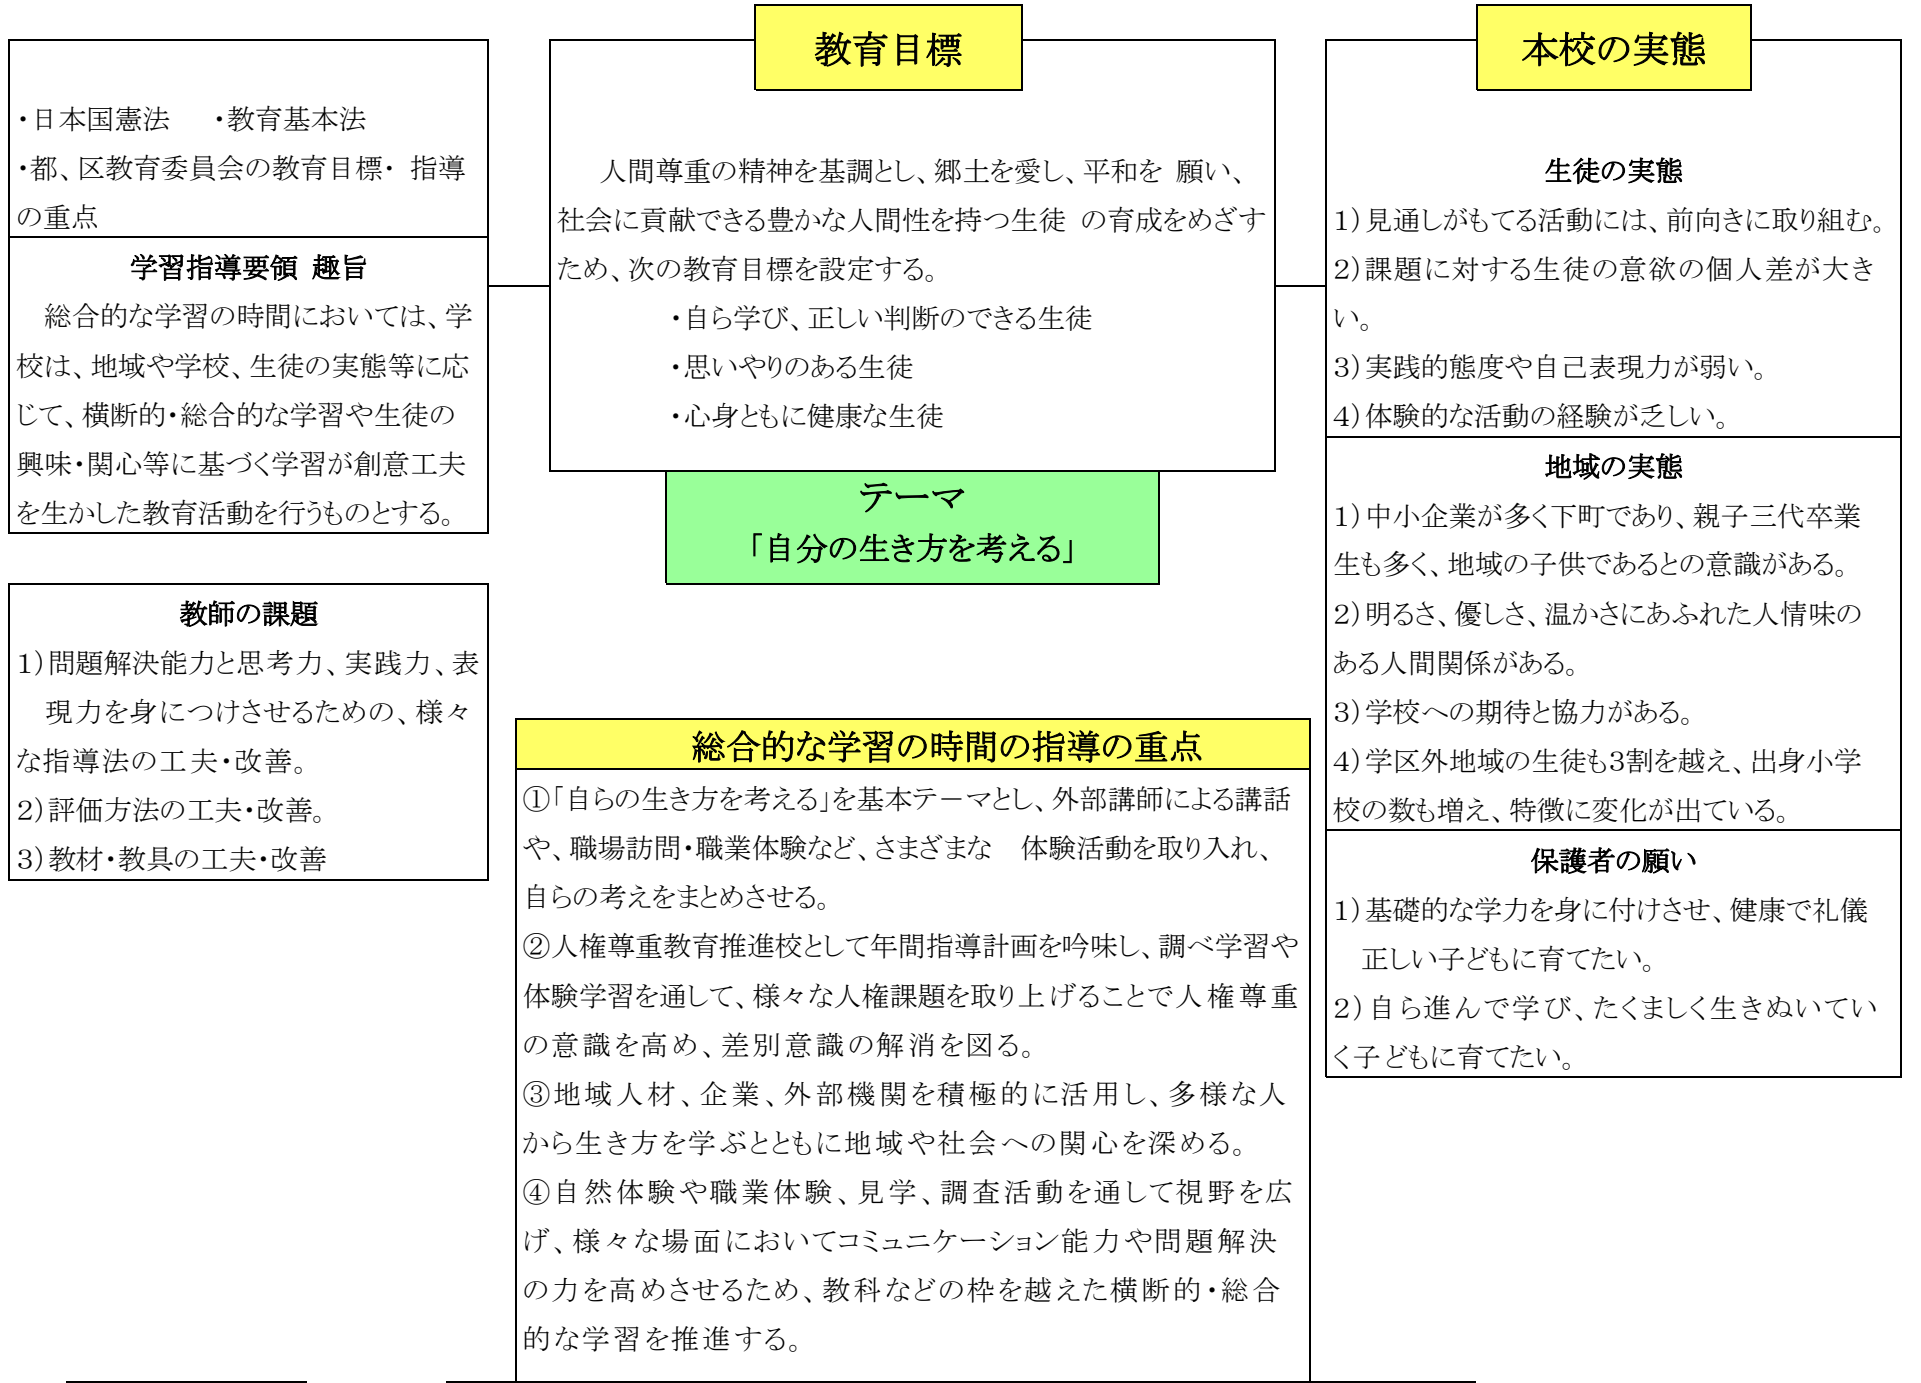 ・日本国憲法　・教育基本法
・都、区教育委員会の教育目標・ 指導
の重点
学習指導要領 趣旨
総合的な学習の時間においては、学
校は、地域や学校、生徒の実態等に応
じて、横断的・総合的な学習や生徒の
興味・関心等に基づく学習が創意工夫
を生かした教育活動を行うものとする。
教師の課題
1)問題解決能力と思考力、実践力、表
現力を身につけさせるための、様々
な指導法の工夫・改善。
2)評価方法の工夫・改善。
3)教材・教具の工夫・改善
教育目標
人間尊重の精神を基調とし、郷土を愛し、平和を 願い、
社会に貢献できる豊かな人間性を持つ生徒 の育成をめざす
ため、次の教育目標を設定する。
・自ら学び、正しい判断のできる生徒
・思いやりのある生徒
・心身ともに健康な生徒
テーマ
「自分の生き方を考える」
総合的な学習の時間の指導の重点
①「自らの生き方を考える」を基本テーマとし、外部講師による講話
や、職場訪問・職業体験など、さまざまな　体験活動を取り入れ、
自らの考えをまとめさせる。
②人権尊重教育推進校として年間指導計画を吟味し、調べ学習や
体験学習を通して、様々な人権課題を取り上げることで人権尊重
の意識を高め、差別意識の解消を図る。
③地域人材、企業、外部機関を積極的に活用し、多様な人
から生き方を学ぶとともに地域や社会への関心を深める。
④自然体験や職業体験、見学、調査活動を通して視野を広
げ、様々な場面においてコミュニケーション能力や問題解決
の力を高めさせるため、教科などの枠を越えた横断的・総合
的な学習を推進する。
本校の実態
生徒の実態
1)見通しがもてる活動には、前向きに取り組む。
2)課題に対する生徒の意欲の個人差が大き
い。
3)実践的態度や自己表現力が弱い。
4)体験的な活動の経験が乏しい。
地域の実態
1)中小企業が多く下町であり、親子三代卒業
生も多く、地域の子供であるとの意識がある。
2)明るさ、優しさ、温かさにあふれた人情味の
ある人間関係がある。
3)学校への期待と協力がある。
4)学区外地域の生徒も3割を越え、出身小学
校の数も増え、特徴に変化が出ている。
保護者の願い
1)基礎的な学力を身に付けさせ、健康で礼儀
正しい子どもに育てたい。
2)自ら進んで学び、たくましく生きぬいてい
く子どもに育てたい。